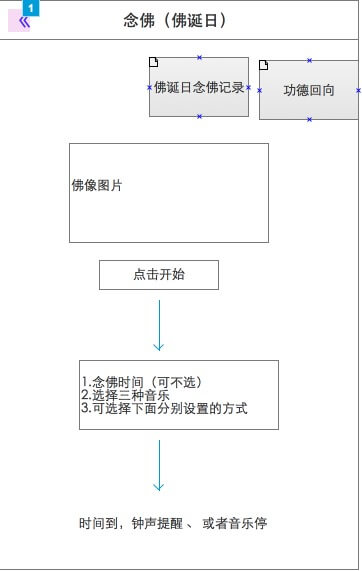 1
念佛（佛诞日）
佛诞日念佛记录
功德回向
佛像图片
点击开始
1.念佛时间（可不选）
2.选择三种音乐
3.可选择下面分别设置的方式
时间到，钟声提醒 、 或者音乐停